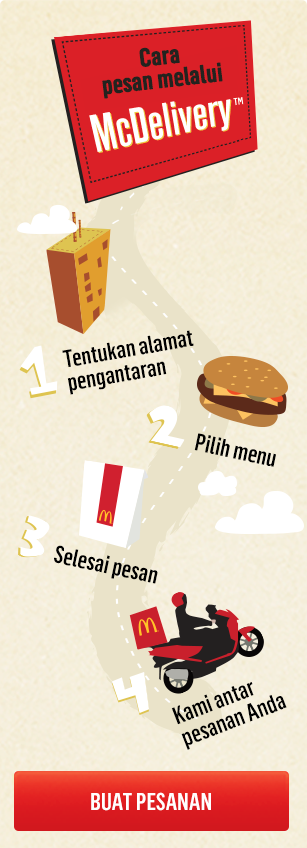 Cara
pesan melalui
McDelivery™
1
Tentukan alamat
pengantaran
2
Pilih menu
3
Selesai pesan
4
Kami antar
pesanan Anda
BUAT PESANAN